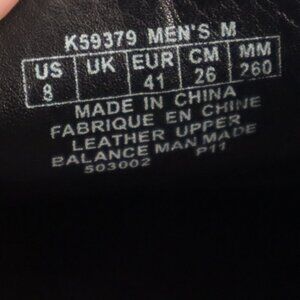 K59379 MEN'S M
US UK EUR CM MM
8 41 26 260
MADE IN CHINA
FABRIQUE EN CHINE
LEATHER UPPER
BALANCE MAN MADE
503002 P11